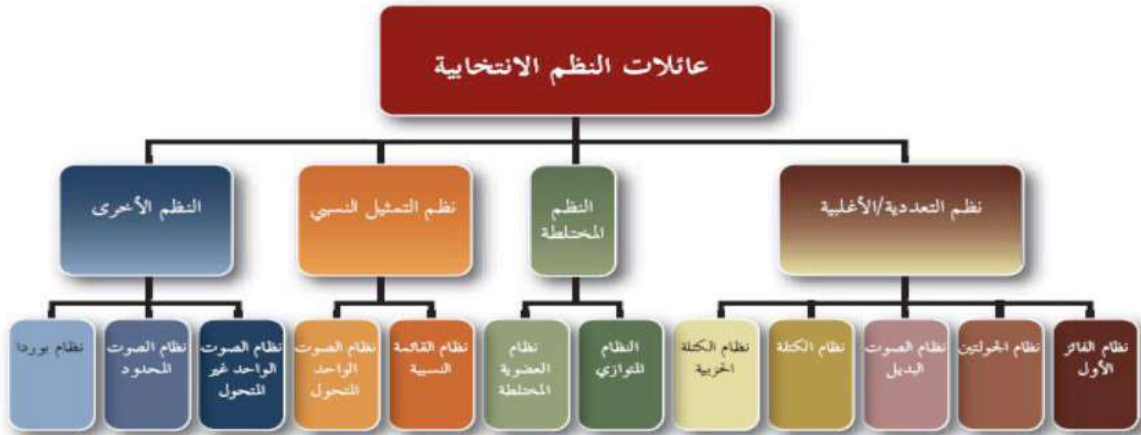 عائلات النظم الانتخابية
نظم التعددية/الأغلبية
النظم
المختلطة
نظم التمثيل النسبي
النظم الأخرى
نظام الفائز
الأول
نظام الجولتين
نظام الصوت
البديل
نظام الكتلة
نظام الكتلة
الحزبية
النظام
المتوازي
نظام
العضوية
المختلطة
نظام القائمة
النسبية
نظام الصوت
الواحد
المتحول
نظام الصوت
الواحد غير
المتحول
نظام الصوت
المحدود
نظام بوردا